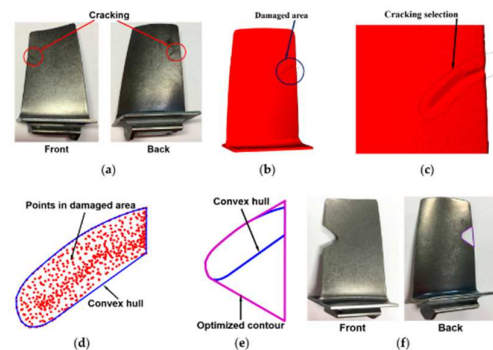 Cracking
Front
Back
(a)
Damaged area
(b)
Cracking selection
(c)
Points in damaged area
Convex hull
(d)
Convex hull
Optimized contour
(e)
Front
Back
(f)